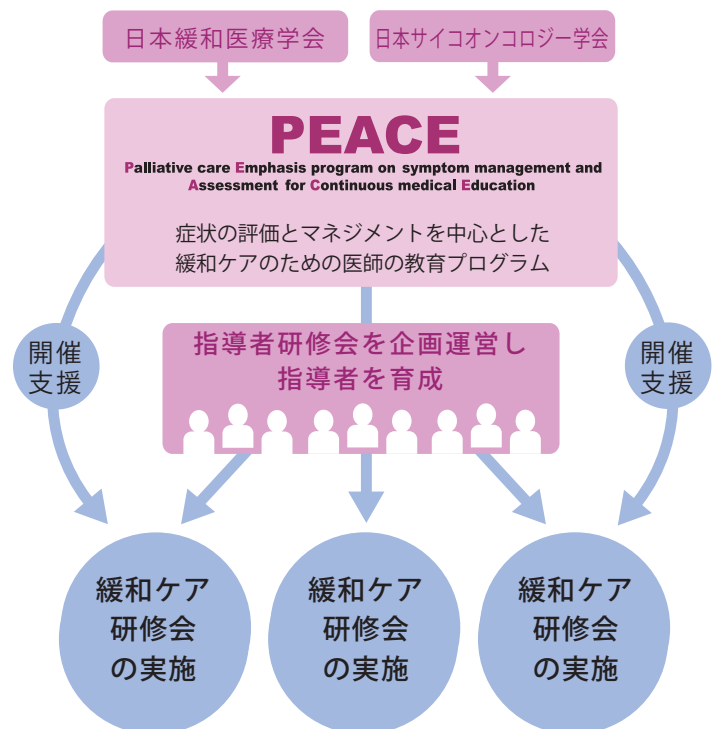 日本緩和医療学会
日本サイコオンコロジー学会
PEACE
Palliative care Emphasis program on symptom management and
Assessment for Continuous medical Education
症状の評価とマネジメントを中心とした
緩和ケアのための医師の教育プログラム
開催
支援
指導者研修会を企画運営し
指導者を育成
開催
支援
緩和ケア
研修会
の実施
緩和ケア
研修会
の実施
緩和ケア
研修会
の実施